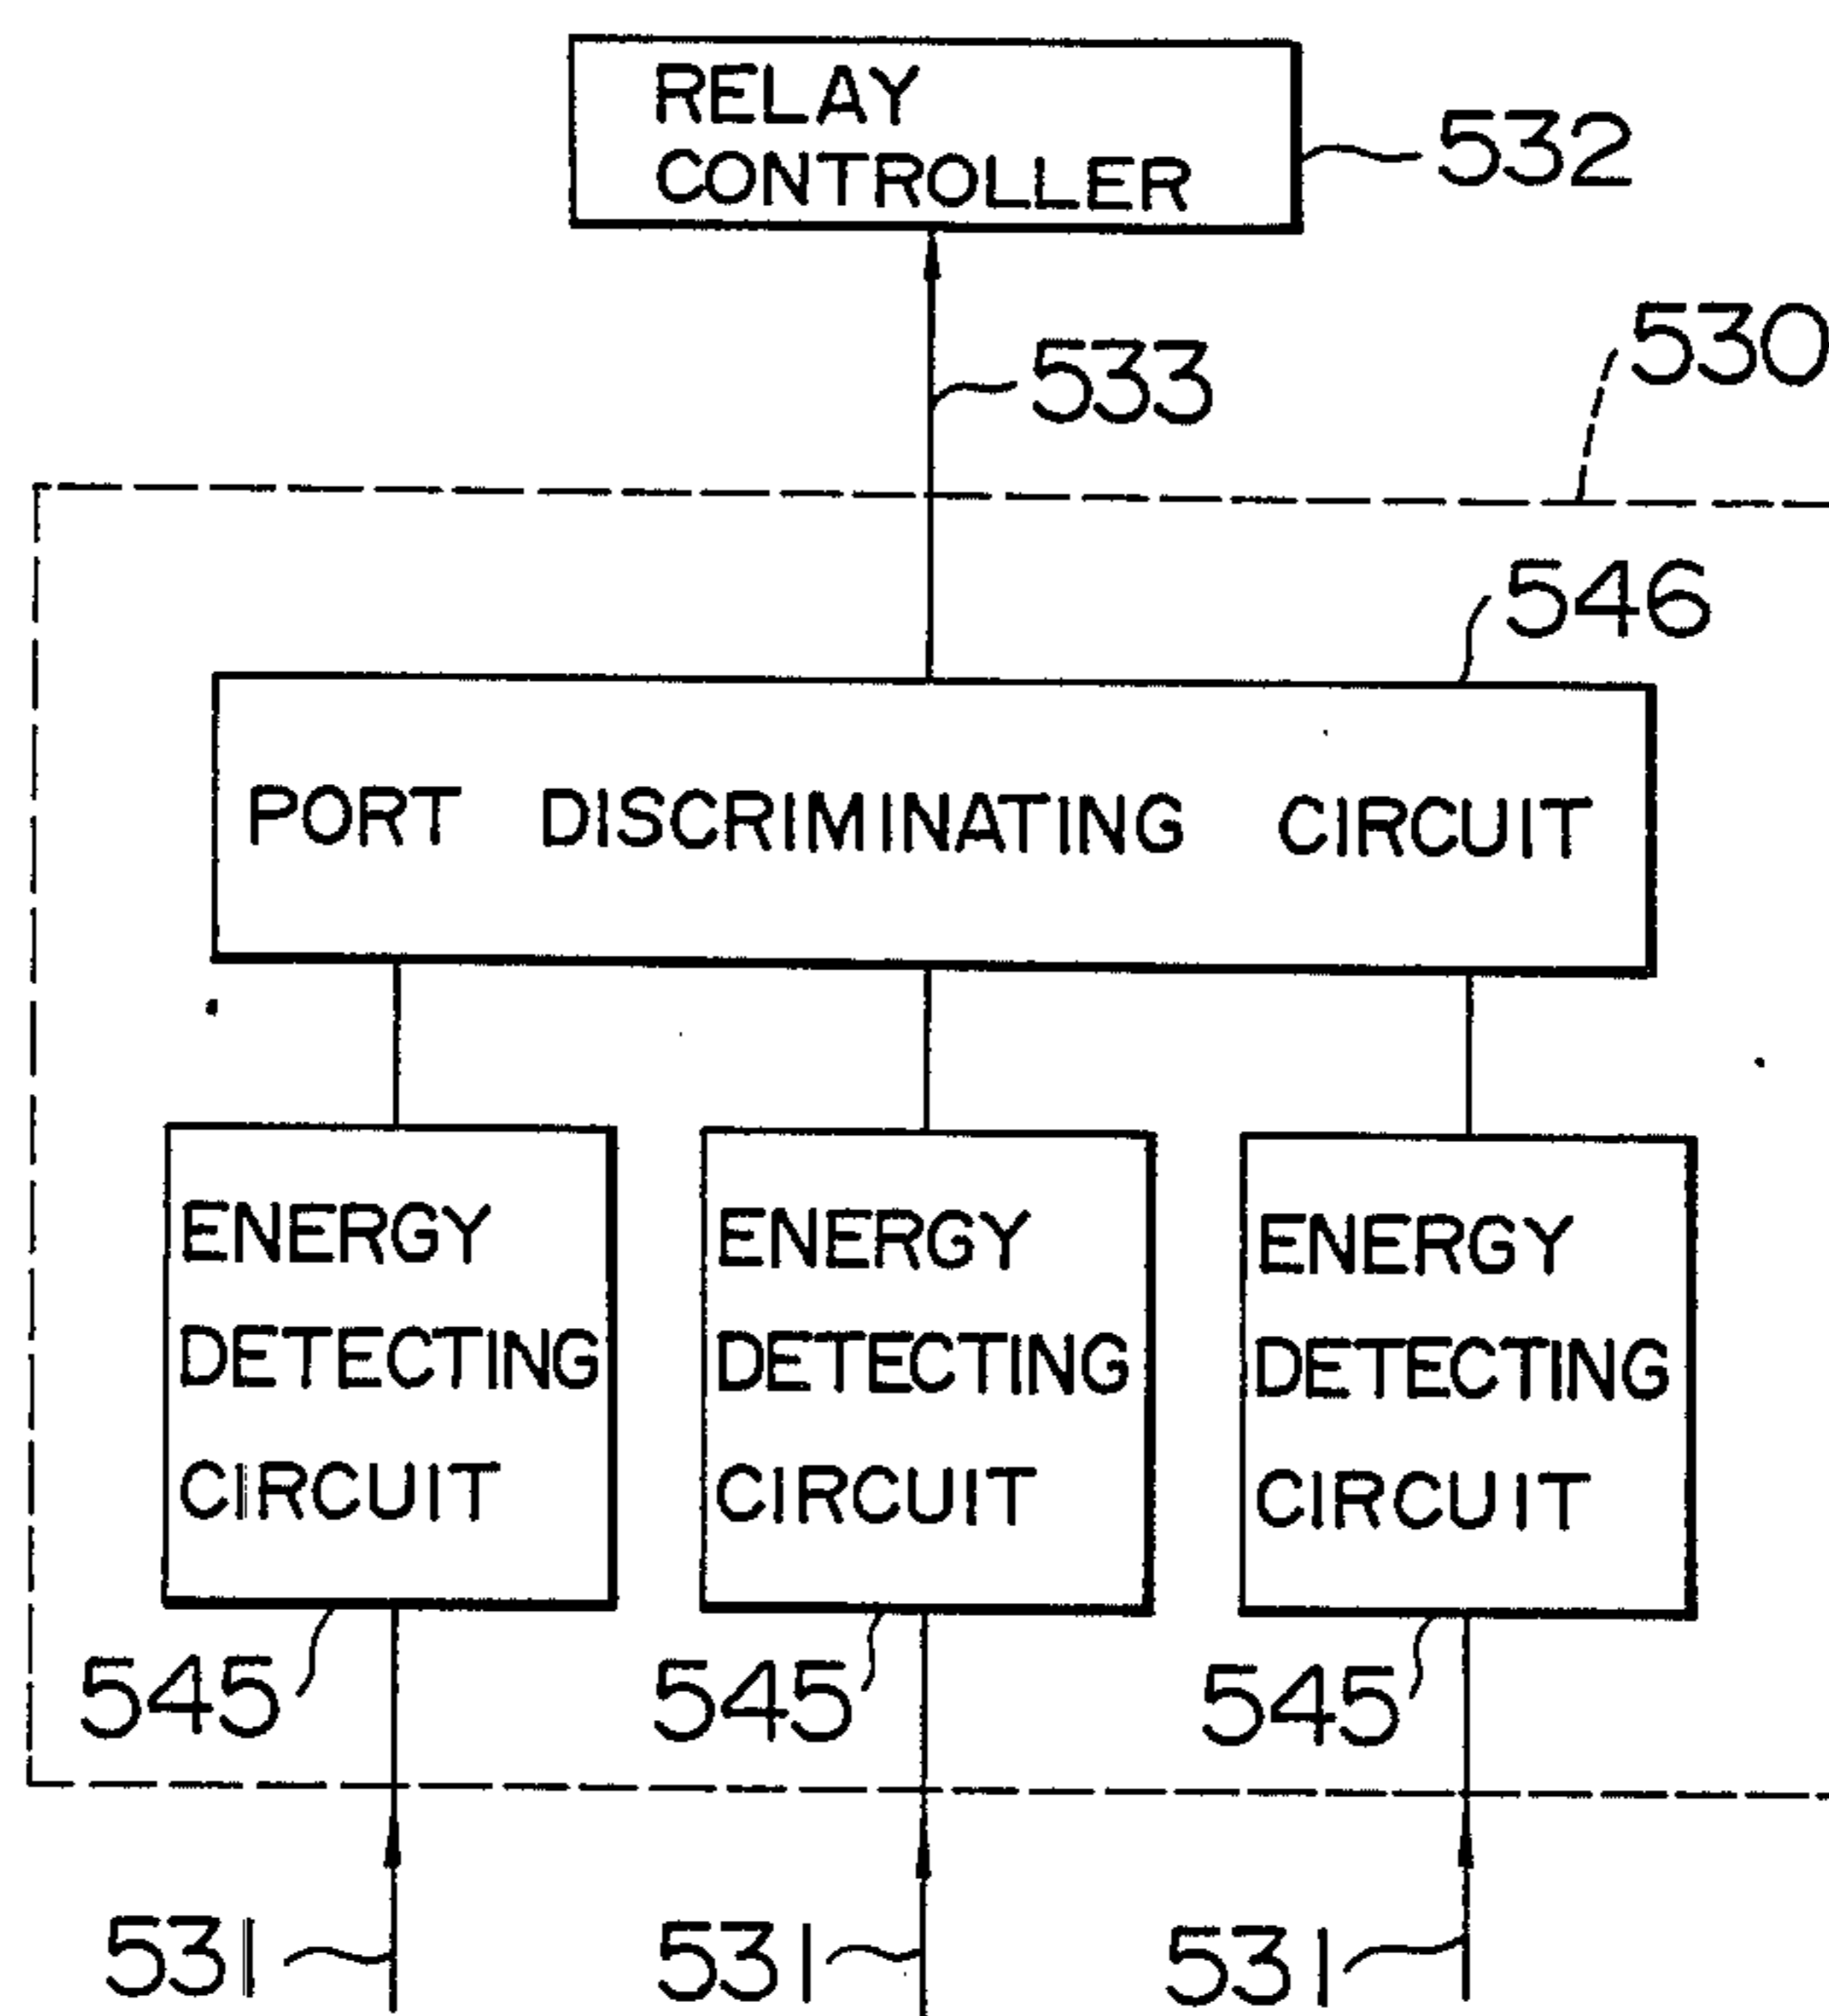 RELAY
CONTROLLER
532
530
533
546
PORT DISCRIMINATING CIRCUIT
ENERGY
DETECTING
CIRCUIT
ENERGY
DETECTING
CIRCUIT
ENERGY
DETECTING
CIRCUIT
545
545
545
531
531
531